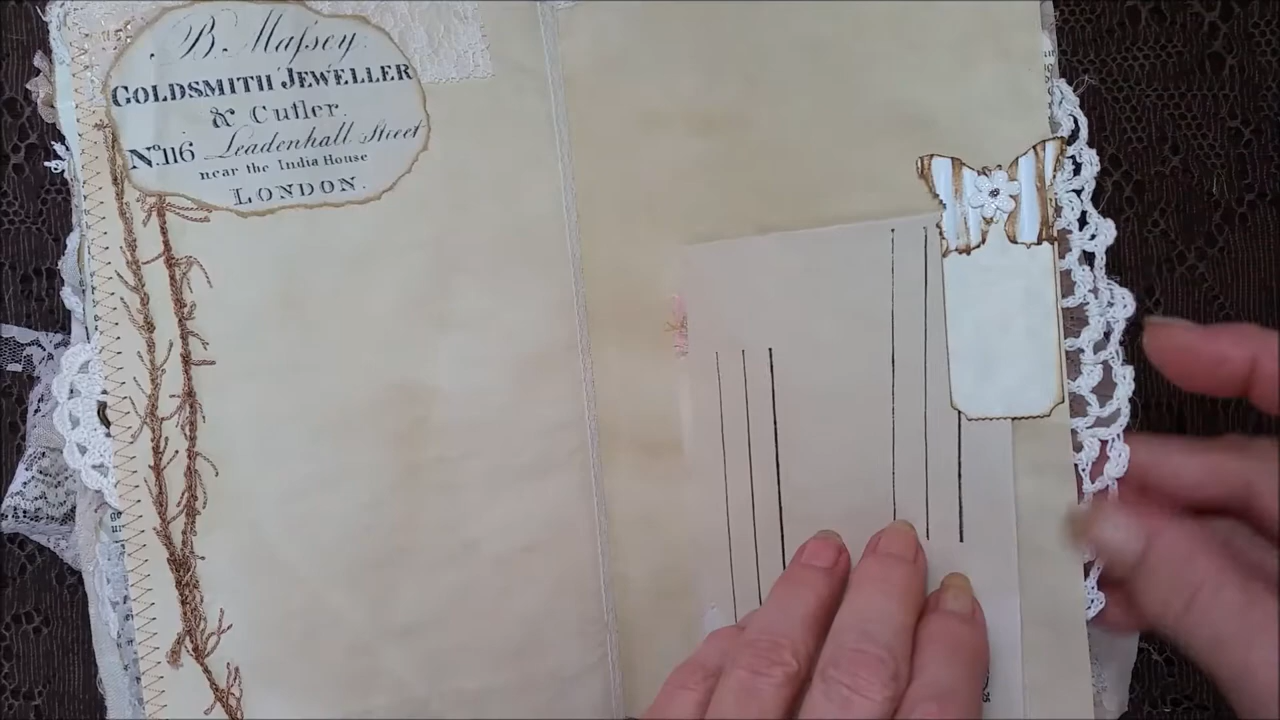 B. Maſsey.
GOLDSMITH JEWELLER
& Cutler.
No. 116 Leadenhall Street
near the India House
LONDON.